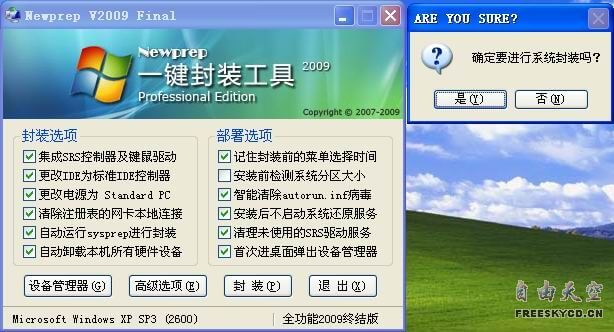 Newprep V2009 Final
Newprep
一键封装工具 2009
Professional Edition
Copyright © 2007-2009
封装选项
集成SRS控制器及键鼠驱动
更改IDE为标准IDE控制器
更改电源为 Standard PC
清除注册表的网卡本地连接
自动运行sysprep进行封装
自动卸载本机所有硬件设备
部署选项
记住封装前的菜单选择时间
安装前检测系统分区大小
智能清除autorun.inf病毒
安装后不启动系统还原服务
清理未使用的SRS驱动服务
首次进桌面弹出设备管理器
设备管理器(G)
高级选项(E)
封 装(P)
退 出(X)
Microsoft Windows XP SP3 (2600)
全功能2009终结版
ARE YOU SURE?
确定要进行系统封装吗？
是(Y)
否(N)
自由天空
FREESKYCD.CN